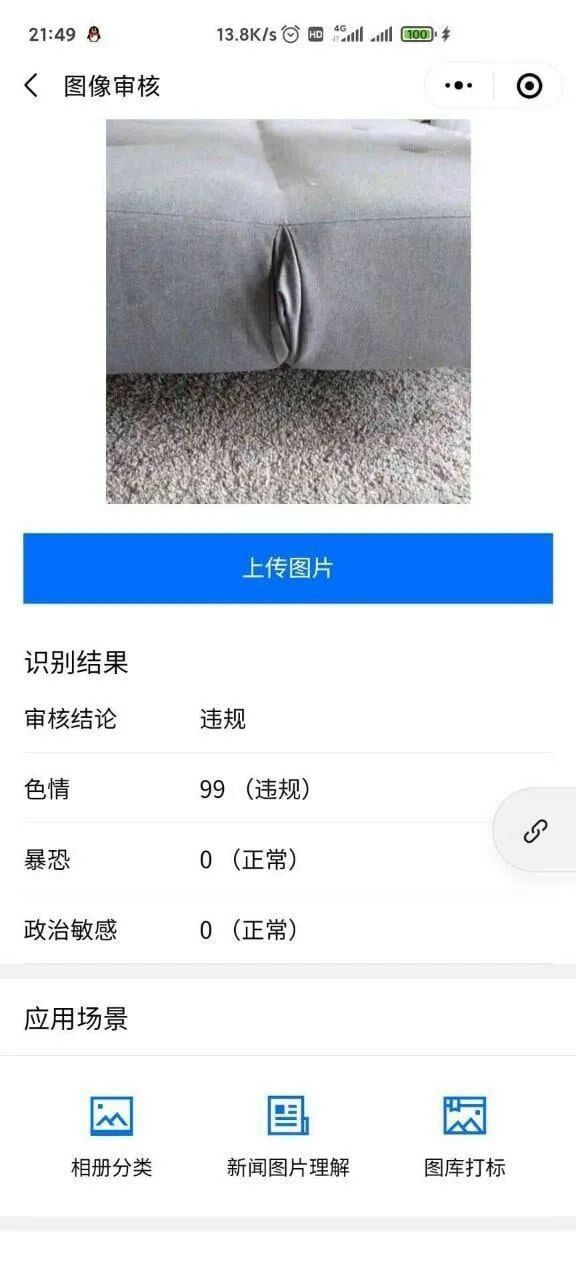 21:49 13.8K/s HD 4G 100
图像审核
上传图片
识别结果
审核结论 违规
色情 99 （违规）
暴恐 0 （正常）
政治敏感 0 （正常）
应用场景
相册分类 新闻图片理解 图库打标